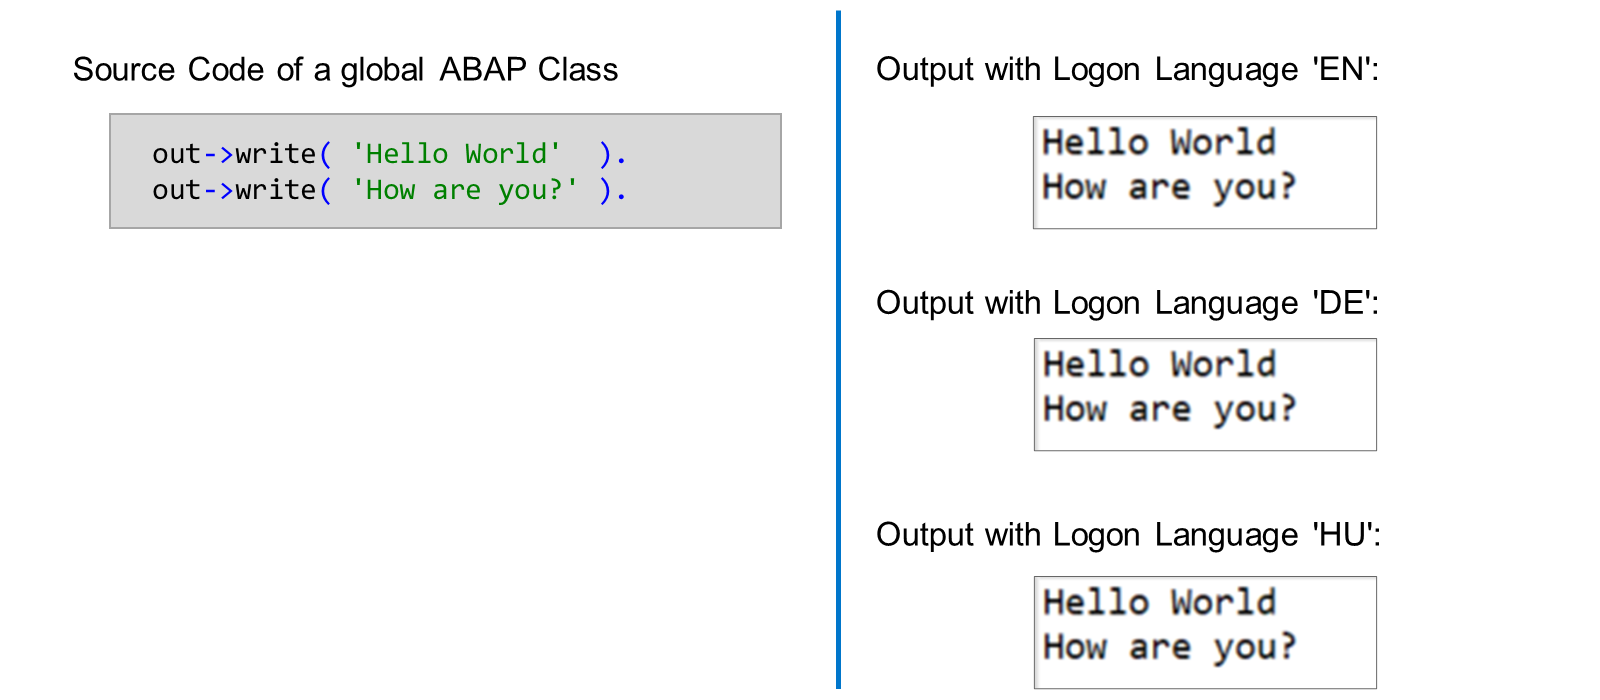 Source Code of a global ABAP Class
out->write( 'Hello World'  ).
out->write( 'How are you?' ).
Output with Logon Language 'EN':
Hello World
How are you?
Output with Logon Language 'DE':
Hello World
How are you?
Output with Logon Language 'HU':
Hello World
How are you?